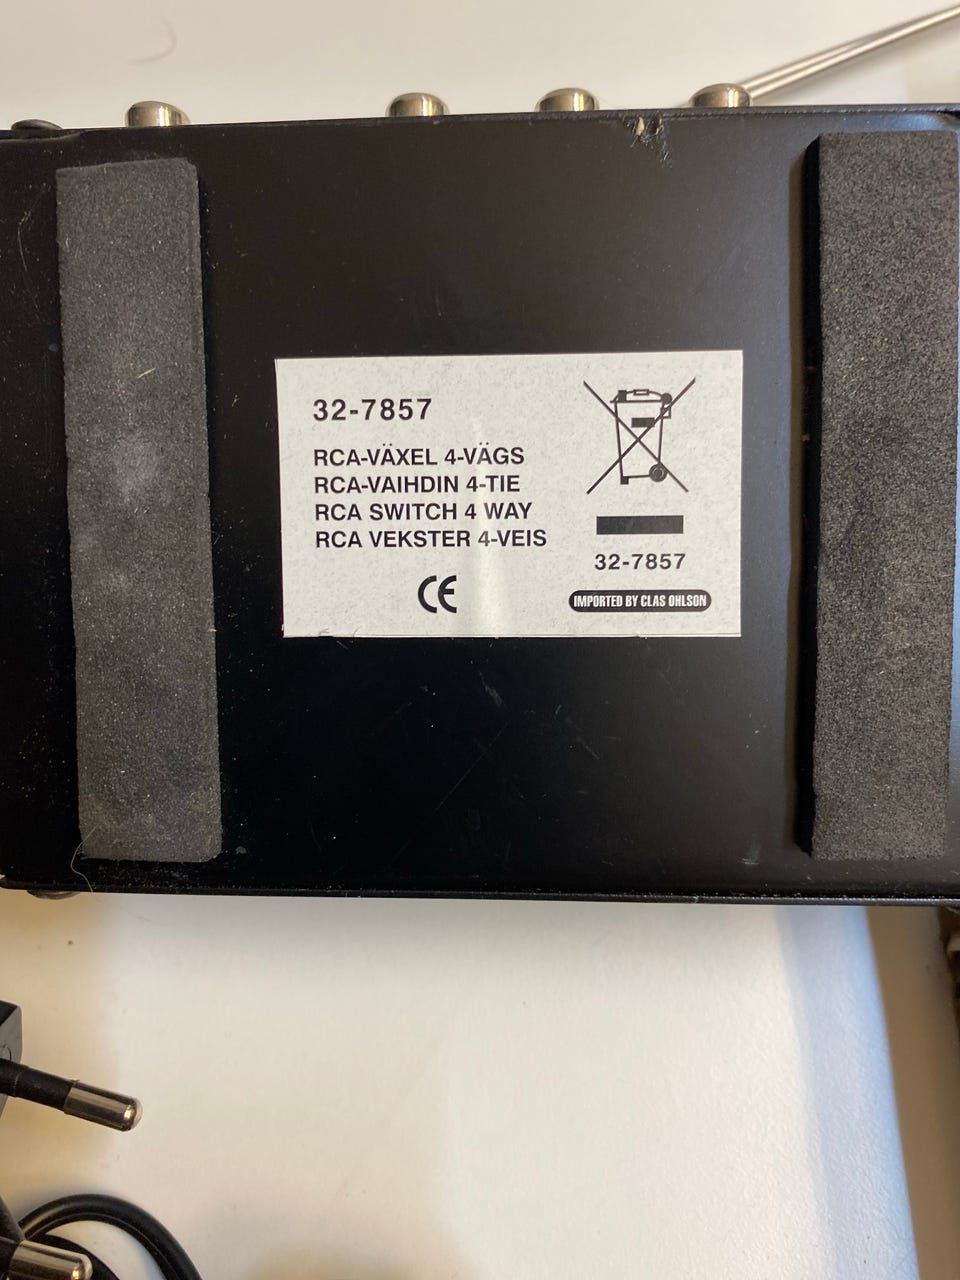 32-7857
RCA-VÄXEL 4-VÄGS
RCA-VAIHDIN 4-TIE
RCA SWITCH 4 WAY
RCA VEKSTER 4-VEIS
CE
32-7857
IMPORTED BY CLAS OHLSON